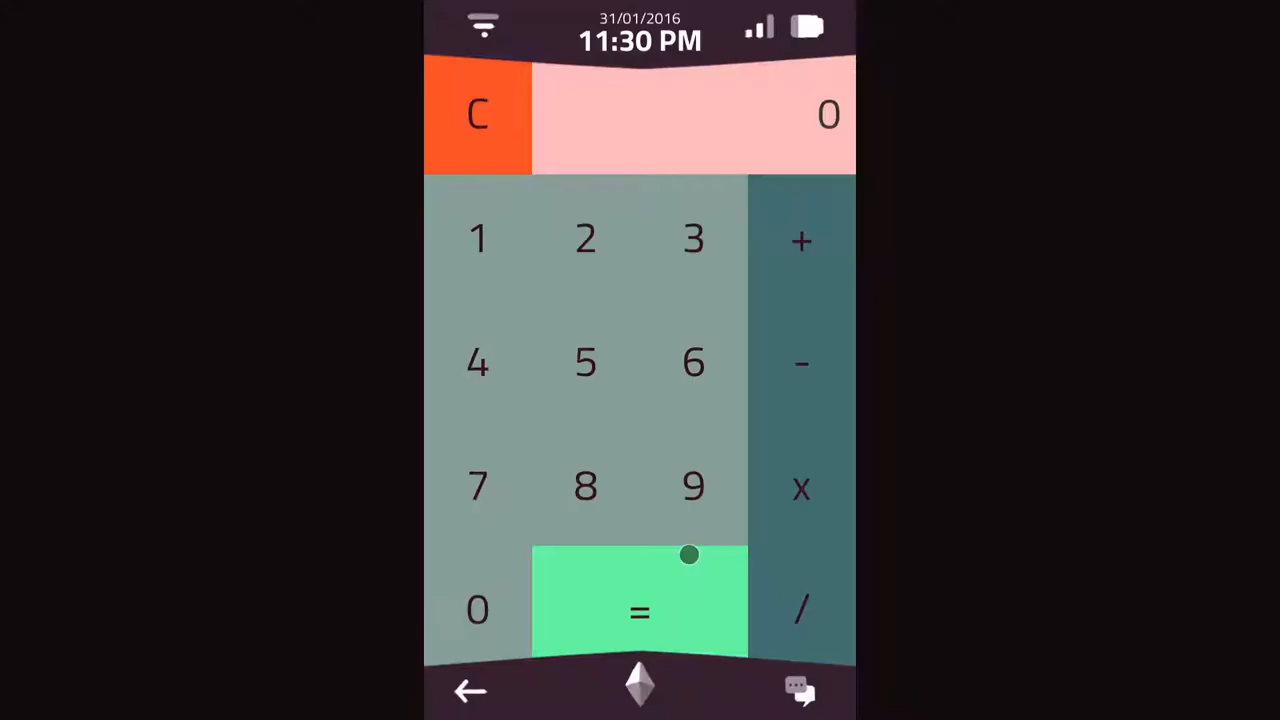 31/01/2016
11:30 PM
C 0
1 2 3 +
4 5 6 -
7 8 9 x
0 = /